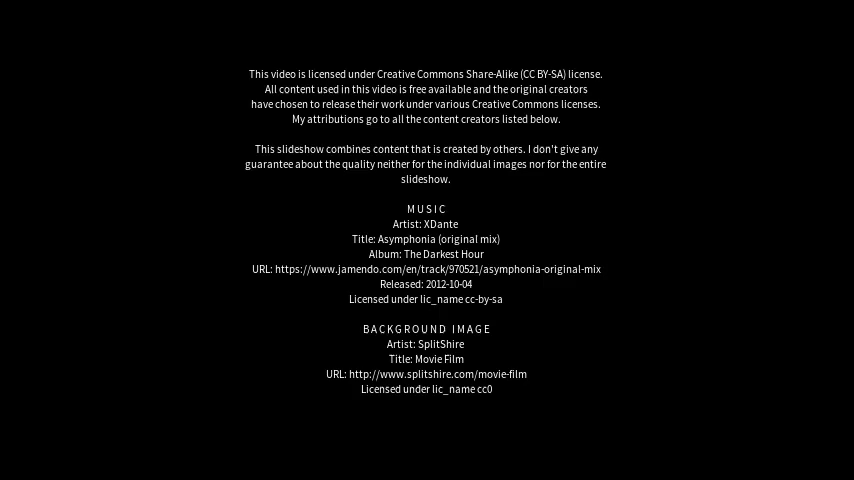 This video is licensed under Creative Commons Share-Alike (CC BY-SA) license.
All content used in this video is free available and the original creators
have chosen to release their work under various Creative Commons licenses.
My attributions go to all the content creators listed below.
This slideshow combines content that is created by others. I don't give any
guarantee about the quality neither for the individual images nor for the entire
slideshow.
MUSIC
Artist: XDante
Title: Asymphonia (original mix)
Album: The Darkest Hour
URL: https://www.jamendo.com/en/track/970521/asymphonia-original-mix
Released: 2012-10-04
Licensed under lic_name cc-by-sa
BACKGROUND IMAGE
Artist: SplitShire
Title: Movie Film
URL: http://www.splitshire.com/movie-film
Licensed under lic_name cc0